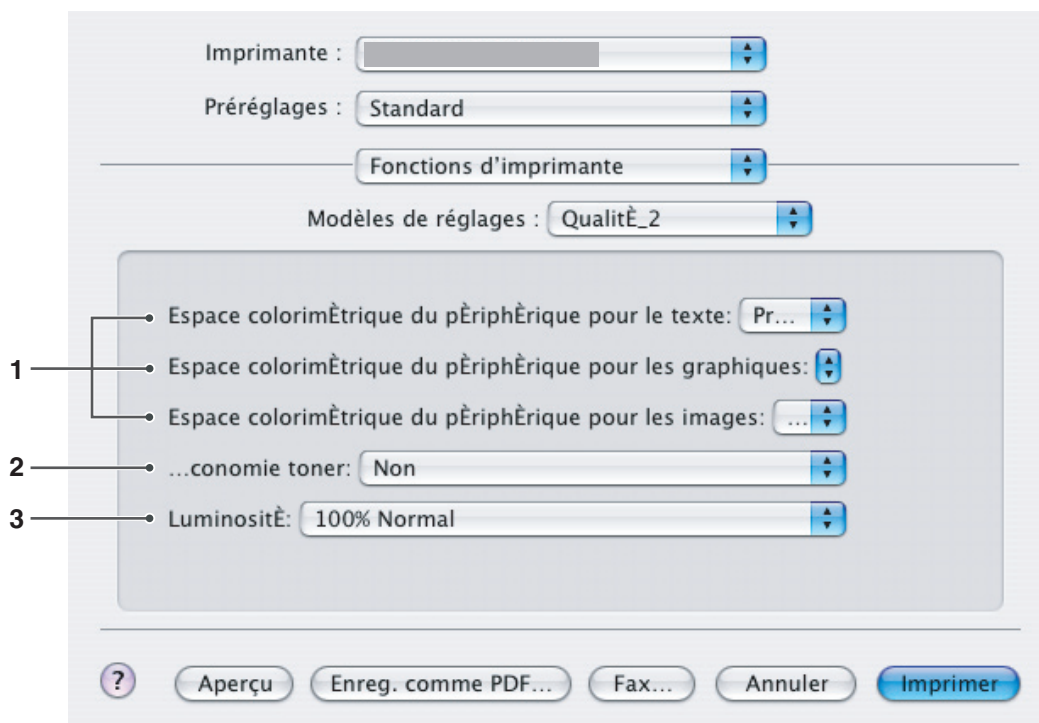 Imprimante :
Préréglages : Standard
Fonctions d'imprimante
Modèles de réglages : QualitÈ_2
Espace colorimÈtrique du pÈriphÈrique pour le texte: Pr...
1 Espace colorimÈtrique du pÈriphÈrique pour les graphiques:
Espace colorimÈtrique du pÈriphÈrique pour les images: ...
2 ...conomie toner: Non
3 LuminositÈ: 100% Normal
? Aperçu Enreg. comme PDF... Fax... Annuler Imprimer